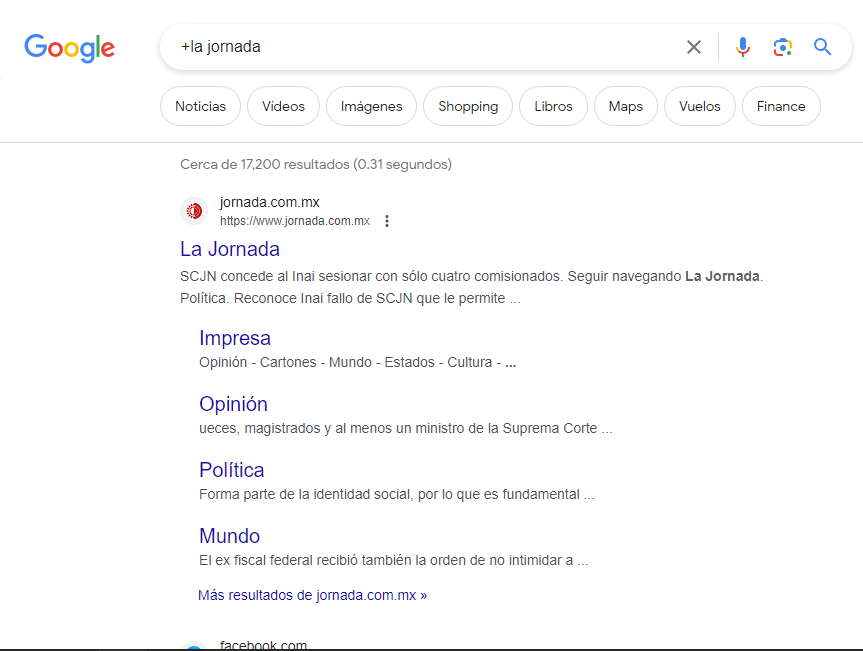 Google
+la jornada
Noticias Vídeos Imágenes Shopping Libros Maps Vuelos Finance
Cerca de 17,200 resultados (0.31 segundos)
jornada.com.mx
https://www.jornada.com.mx
La Jornada
SCJN concede al Inai sesionar con sólo cuatro comisionados. Seguir navegando La Jornada.
Política. Reconoce Inai fallo de SCJN que le permite ...
Impresa
Opinión - Cartones - Mundo - Estados - Cultura - ...
Opinión
ueces, magistrados y al menos un ministro de la Suprema Corte ...
Política
Forma parte de la identidad social, por lo que es fundamental ...
Mundo
El ex fiscal federal recibió también la orden de no intimidar a ...
Más resultados de jornada.com.mx »
facebook.com